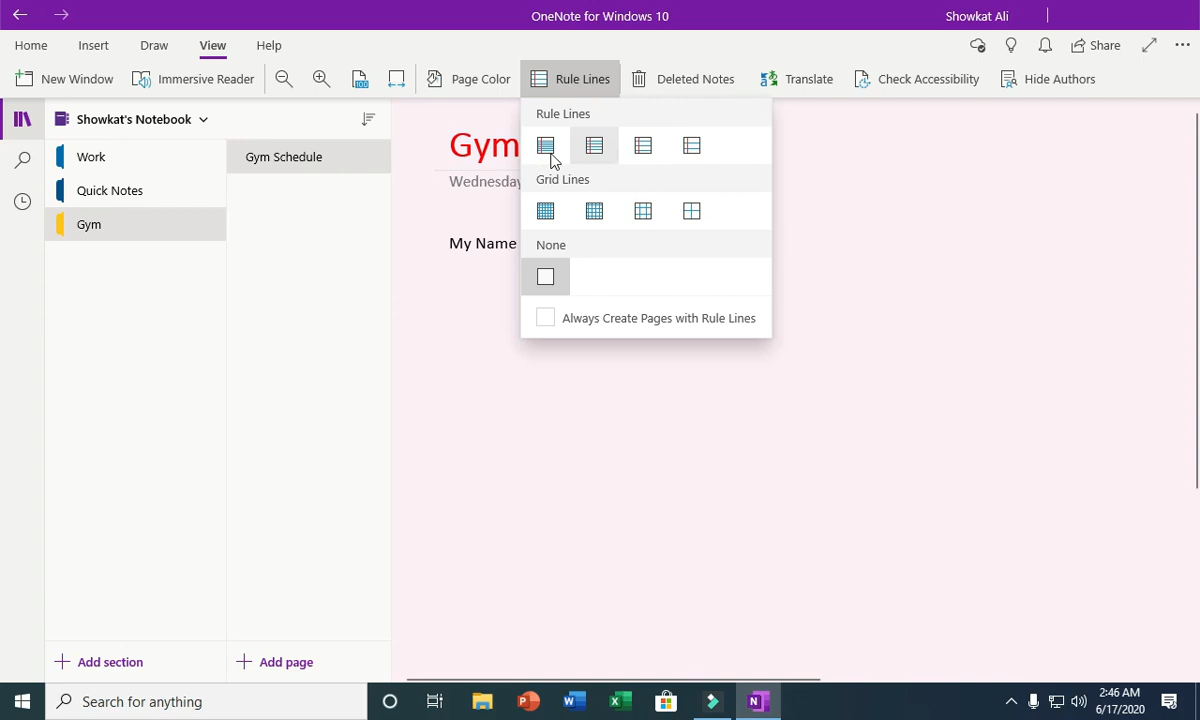 OneNote for Windows 10
Showkat Ali
Home Insert Draw View Help
Share
New Window Immersive Reader Page Color Rule Lines Deleted Notes Translate Check Accessibility Hide Authors
Showkat's Notebook
Work
Quick Notes
Gym
Gym Schedule
Gym
Wednesday
My Name
Rule Lines
Grid Lines
None
Always Create Pages with Rule Lines
Add section
Add page
Search for anything
2:46 AM
6/17/2020